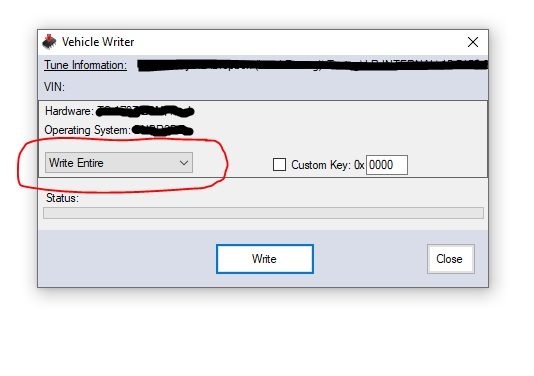 Vehicle Writer
Tune Information:
VIN:
Hardware:
Operating System:
Write Entire
Custom Key: 0x 0000
Status:
Write
Close